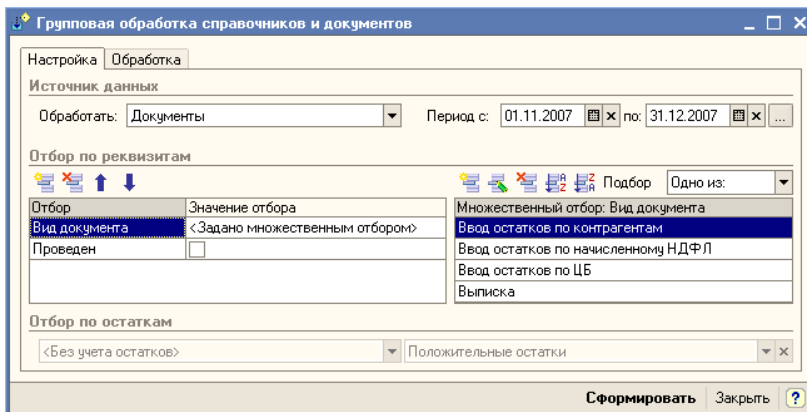 Групповая обработка справочников и документов
Настройка Обработка
Источник данных
Обработать: Документы Период с: 01.11.2007 по: 31.12.2007 ...
Отбор по реквизитам
Подбор Одно из:
Отбор Значение отбора Множественный отбор: Вид документа
Вид документа <Задано множественным отбором> Ввод остатков по контрагентам
Проведен Ввод остатков по начисленному НДФЛ
Ввод остатков по ЦБ
Выписка
Отбор по остаткам
<Без учета остатков> Положительные остатки
Сформировать Закрыть ?